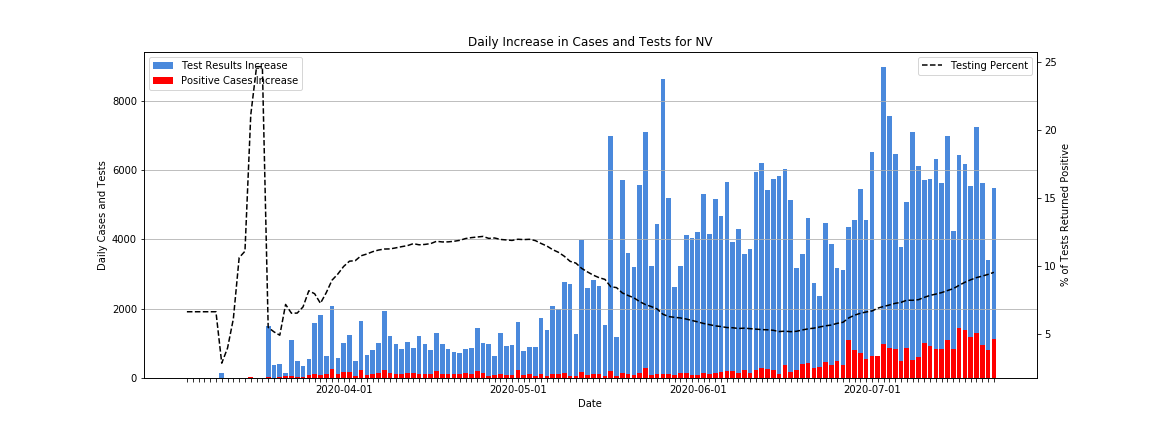 Daily Increase in Cases and Tests for NV
Test Results Increase
Positive Cases Increase
Testing Percent
8000
6000
4000
2000
0
25
20
15
10
5
Daily Cases and Tests
% of Tests Returned Positive
2020-04-01
2020-05-01
2020-06-01
2020-07-01
Date